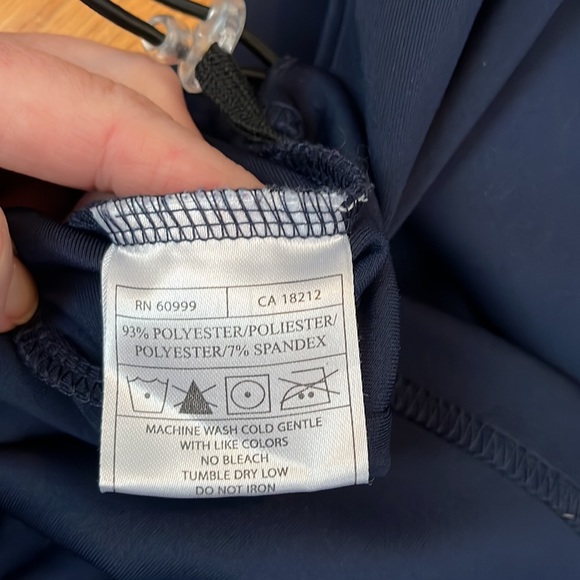 RN 60999 CA 18212
93% POLYESTER/POLIESTER/
POLYESTER/7% SPANDEX
MACHINE WASH COLD GENTLE
WITH LIKE COLORS
NO BLEACH
TUMBLE DRY LOW
DO NOT IRON